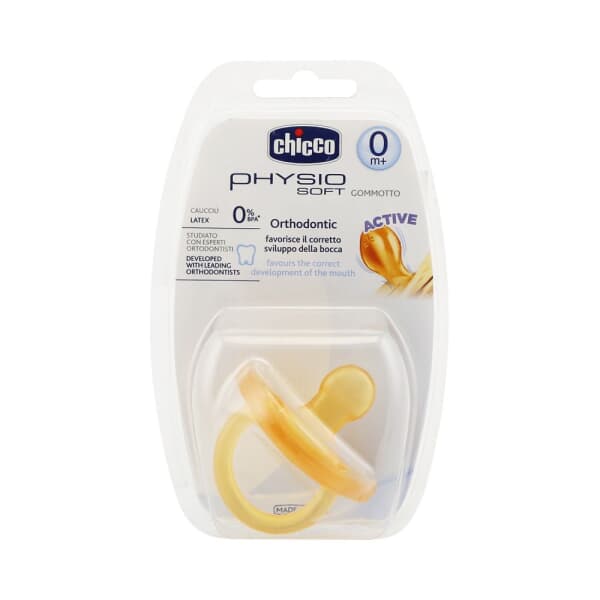 chicco
0
m+
PHYSIO
SOFT GOMMOTTO
CAUCCIÙ
LATEX
0%
BPA*
STUDIATO
CON ESPERTI
ORTODONTISTI
DEVELOPED
WITH LEADING
ORTHODONTISTS
Orthodontic
favorisce il corretto
sviluppo della bocca
favours the correct
development of the mouth
ACTIVE
MADE